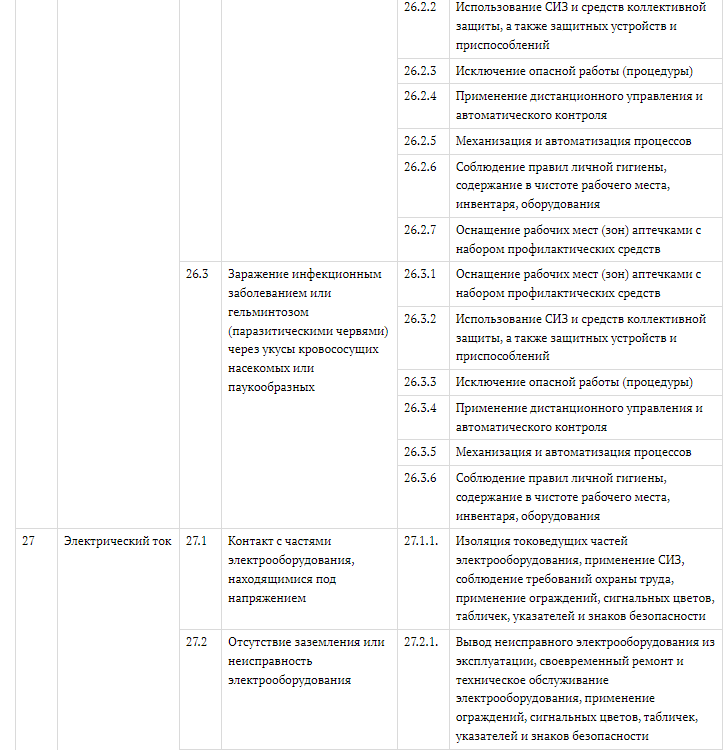 26.2.2 Использование СИЗ и средств коллективной
защиты, а также защитных устройств и
приспособлений
26.2.3 Исключение опасной работы (процедуры)
26.2.4 Применение дистанционного управления и
автоматического контроля
26.2.5 Механизация и автоматизация процессов
26.2.6 Соблюдение правил личной гигиены,
содержание в чистоте рабочего места,
инвентаря, оборудования
26.2.7 Оснащение рабочих мест (зон) аптечками с
набором профилактических средств
26.3 Заражение инфекционным
заболеванием или
гельминтозом
(паразитическими червями)
через укусы кровососущих
насекомых или
паукообразных
26.3.1 Оснащение рабочих мест (зон) аптечками с
набором профилактических средств
26.3.2 Использование СИЗ и средств коллективной
защиты, а также защитных устройств и
приспособлений
26.3.3 Исключение опасной работы (процедуры)
26.3.4 Применение дистанционного управления и
автоматического контроля
26.3.5 Механизация и автоматизация процессов
26.3.6 Соблюдение правил личной гигиены,
содержание в чистоте рабочего места,
инвентаря, оборудования
27 Электрический ток
27.1 Контакт с частями
электрооборудования,
находящимися под
напряжением
27.1.1. Изоляция токоведущих частей
электрооборудования, применение СИЗ,
соблюдение требований охраны труда,
применение ограждений, сигнальных цветов,
табличек, указателей и знаков безопасности
27.2 Отсутствие заземления или
неисправность
электрооборудования
27.2.1. Вывод неисправного электрооборудования из
эксплуатации, своевременный ремонт и
техническое обслуживание
электрооборудования, применение
ограждений, сигнальных цветов, табличек,
указателей и знаков безопасности